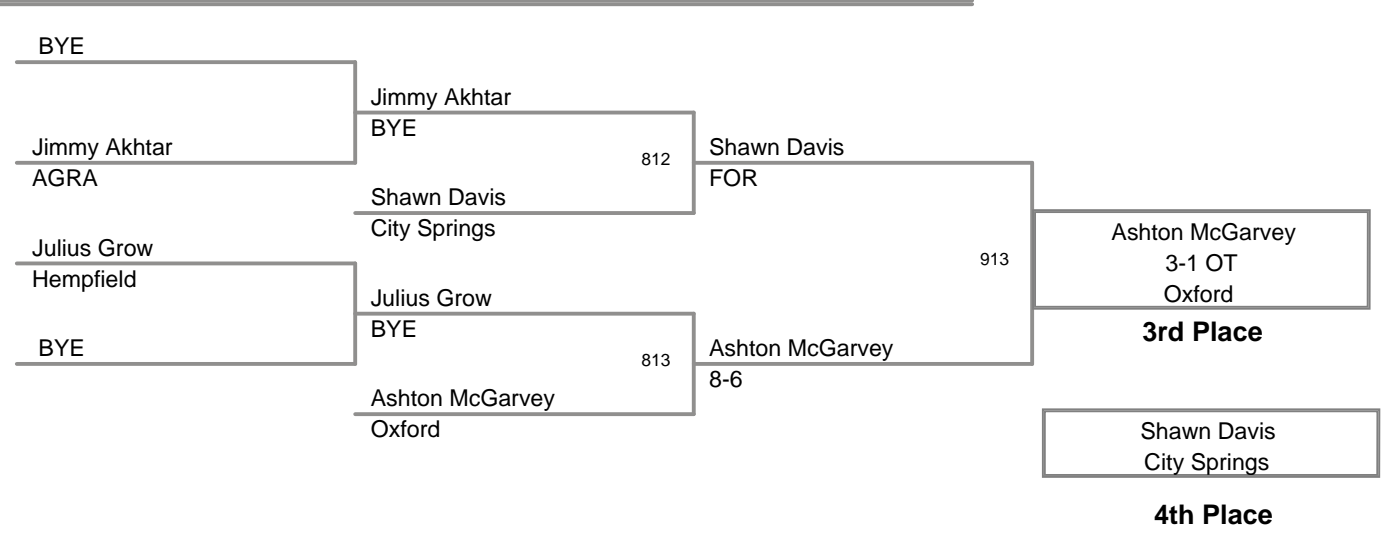 BYE
Jimmy Akhtar
AGRA
Julius Grow
Hempfield
BYE
Jimmy Akhtar
BYE
812
Shawn Davis
City Springs
Julius Grow
BYE
813
Ashton McGarvey
Oxford
Shawn Davis
FOR
913
Ashton McGarvey
8-6
Ashton McGarvey
3-1 OT
Oxford
3rd Place
Shawn Davis
City Springs
4th Place